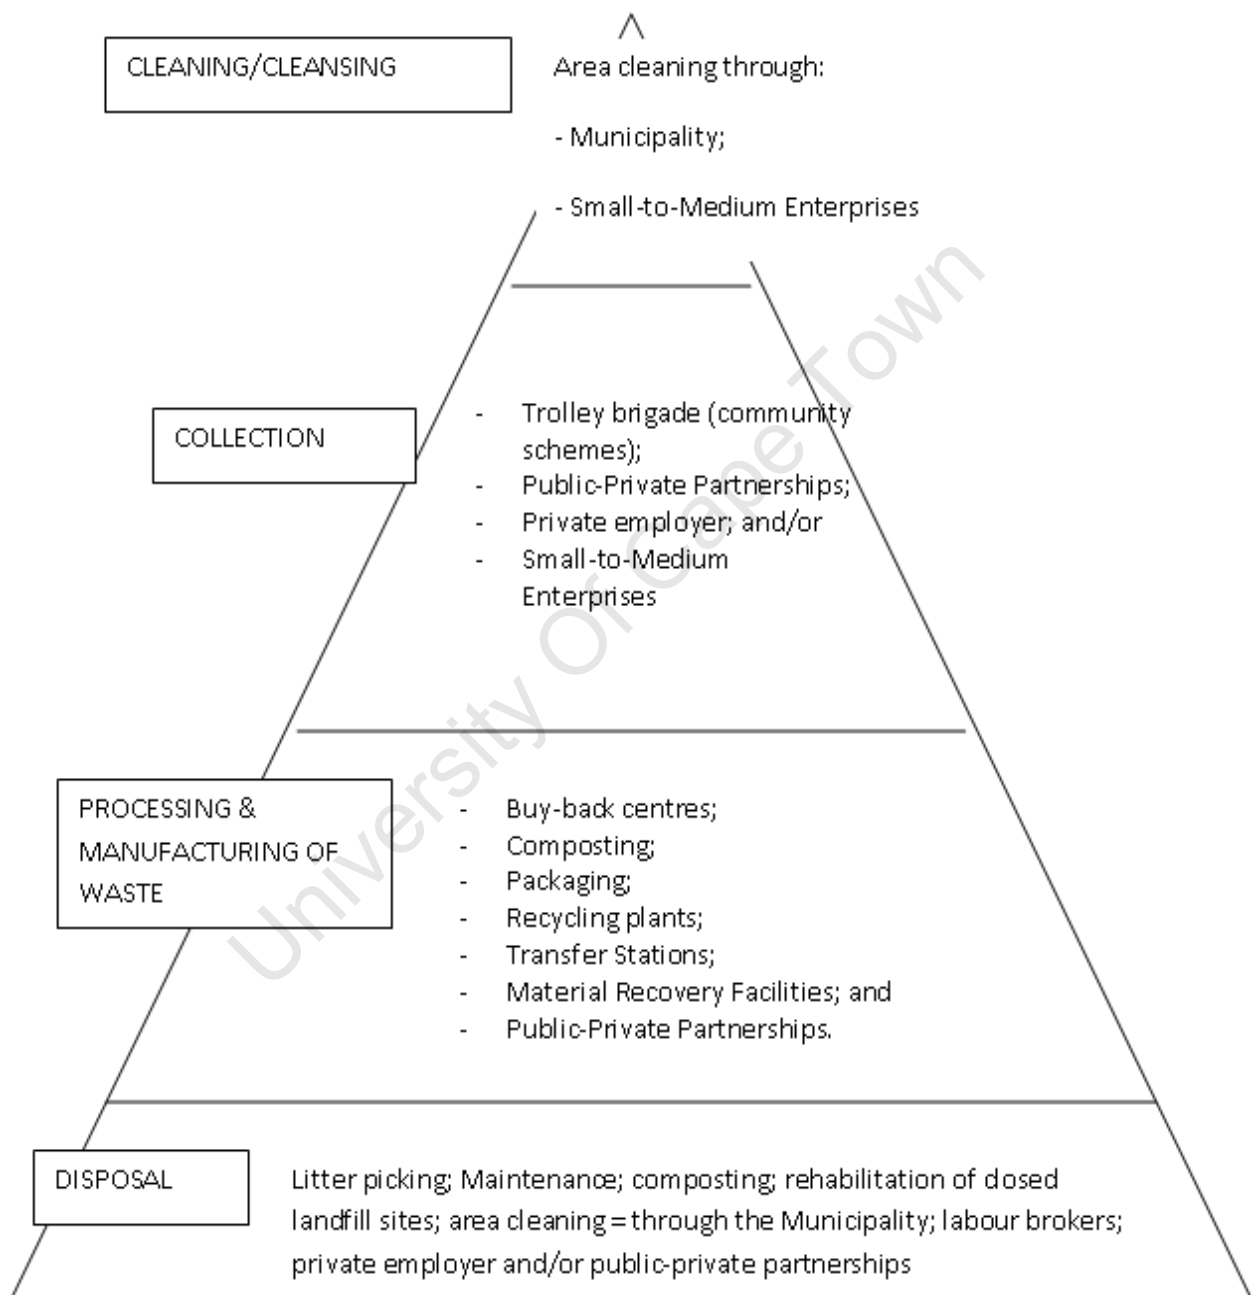 CLEANING/CLEANSING
Area cleaning through:
- Municipality;
- Small-to-Medium Enterprises
COLLECTION
- Trolley brigade (community
schemes);
- Public-Private Partnerships;
- Private employer; and/or
- Small-to-Medium
Enterprises
PROCESSING &
MANUFACTURING OF
WASTE
- Buy-back centres;
- Composting;
- Packaging;
- Recycling plants;
- Transfer Stations;
- Material Recovery Facilities; and
- Public-Private Partnerships.
DISPOSAL
Litter picking; Maintenance; composting; rehabilitation of closed
landfill sites; area cleaning = through the Municipality; labour brokers;
private employer and/or public-private partnerships
University Of Cape Town